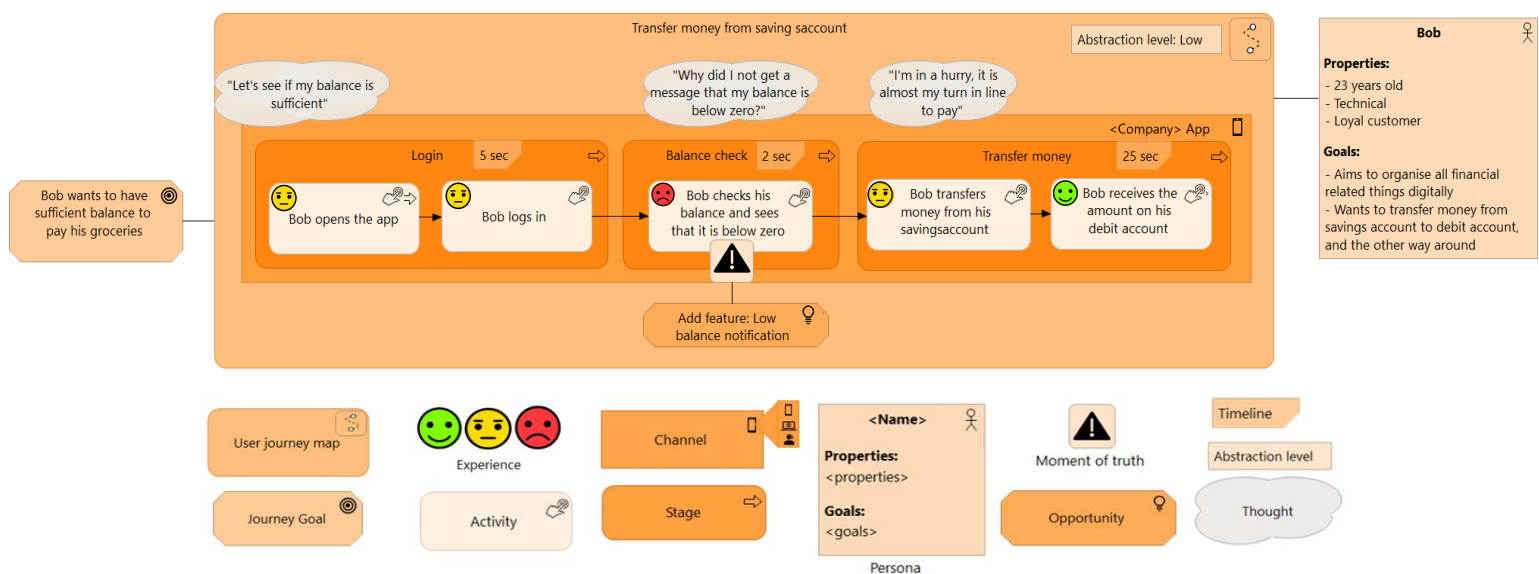 Transfer money from saving saccount
Abstraction level: Low
"Let's see if my balance is
sufficient"
"Why did I not get a
message that my balance is
below zero?"
"I'm in a hurry, it is
almost my turn in line
to pay"
<Company> App
Login
5 sec
Balance check
2 sec
Transfer money
25 sec
Bob wants to have
sufficient balance to
pay his groceries
Bob opens the app
Bob logs in
Bob checks his
balance and sees
that it is below zero
Bob transfers
money from his
savingsaccount
Bob receives the
amount on his
debit account
Add feature: Low
balance notification
Bob
Properties:
- 23 years old
- Technical
- Loyal customer
Goals:
- Aims to organise all financial
related things digitally
- Wants to transfer money from
savings account to debit account,
and the other way around
User journey map
Journey Goal
Experience
Activity
Channel
Stage
<Name>
Properties:
<properties>
Goals:
<goals>
Persona
Moment of truth
Opportunity
Timeline
Abstraction level
Thought